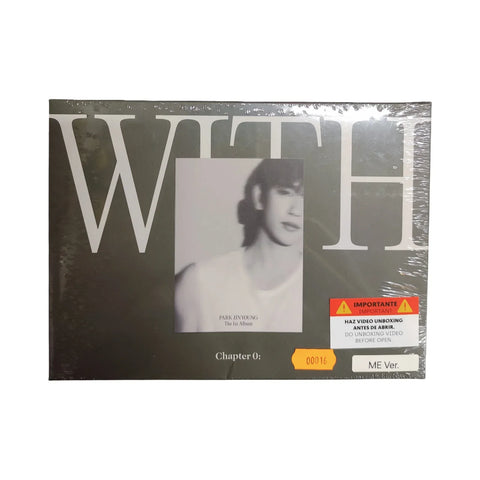 WITH
PARK JINYOUNG
The 1st Album
Chapter 0:
00016
IMPORTANTE
IMPORTANT
HAZ VIDEO UNBOXING
ANTES DE ABRIR.
DO UNBOXING VIDEO
BEFORE OPEN.
ME Ver.